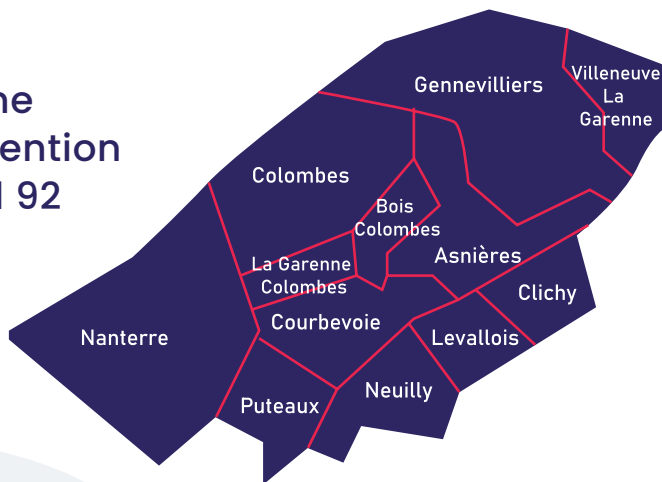 ne
ention
l 92
Gennevilliers
Villeneuve
La
Garenne
Colombes
Bois
Colombes
La Garenne
Colombes
Asnières
Clichy
Courbevoie
Nanterre
Levallois
Neuilly
Puteaux